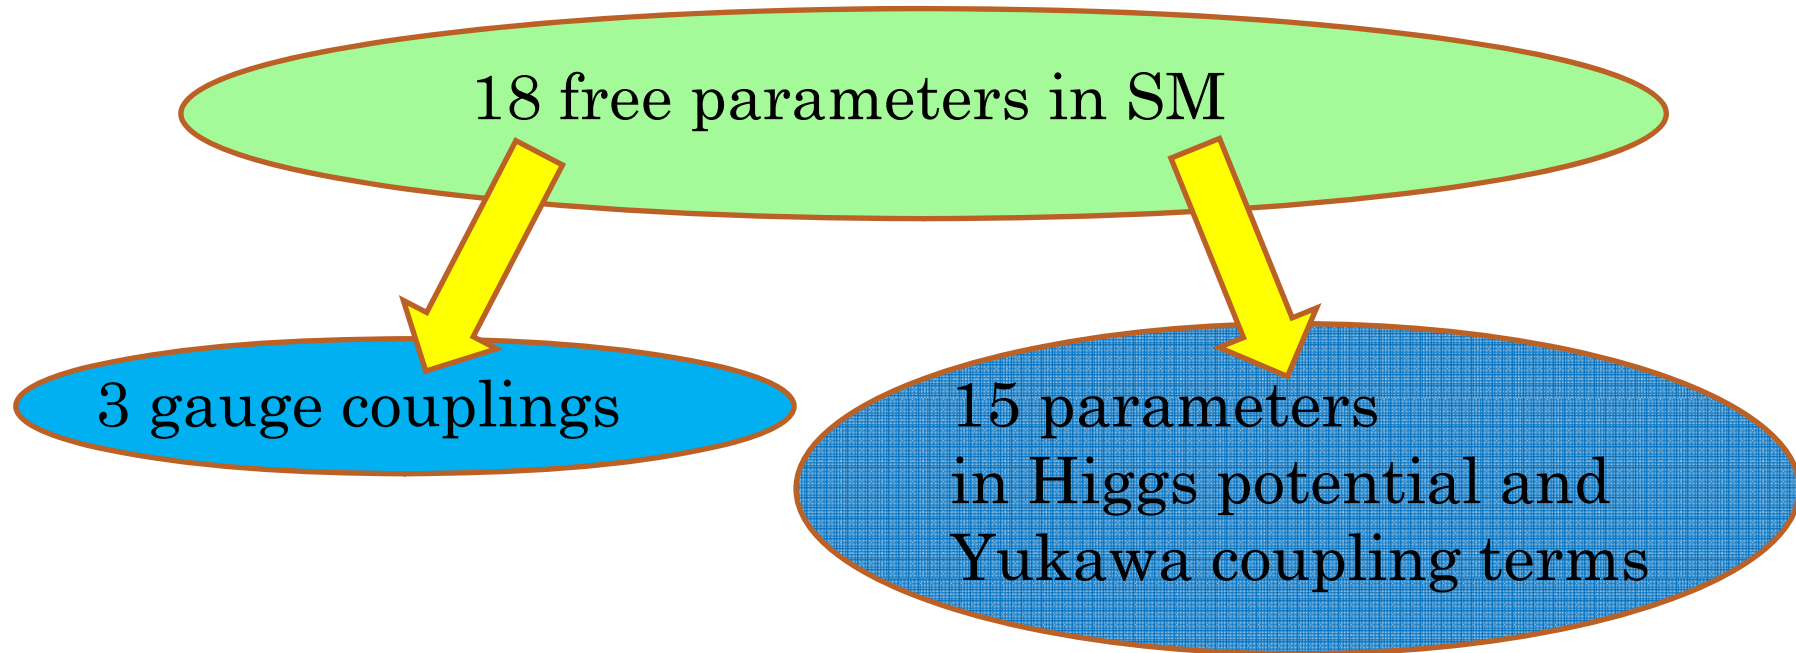 18 free parameters in SM
3 gauge couplings
15 parameters
in Higgs potential and
Yukawa coupling terms